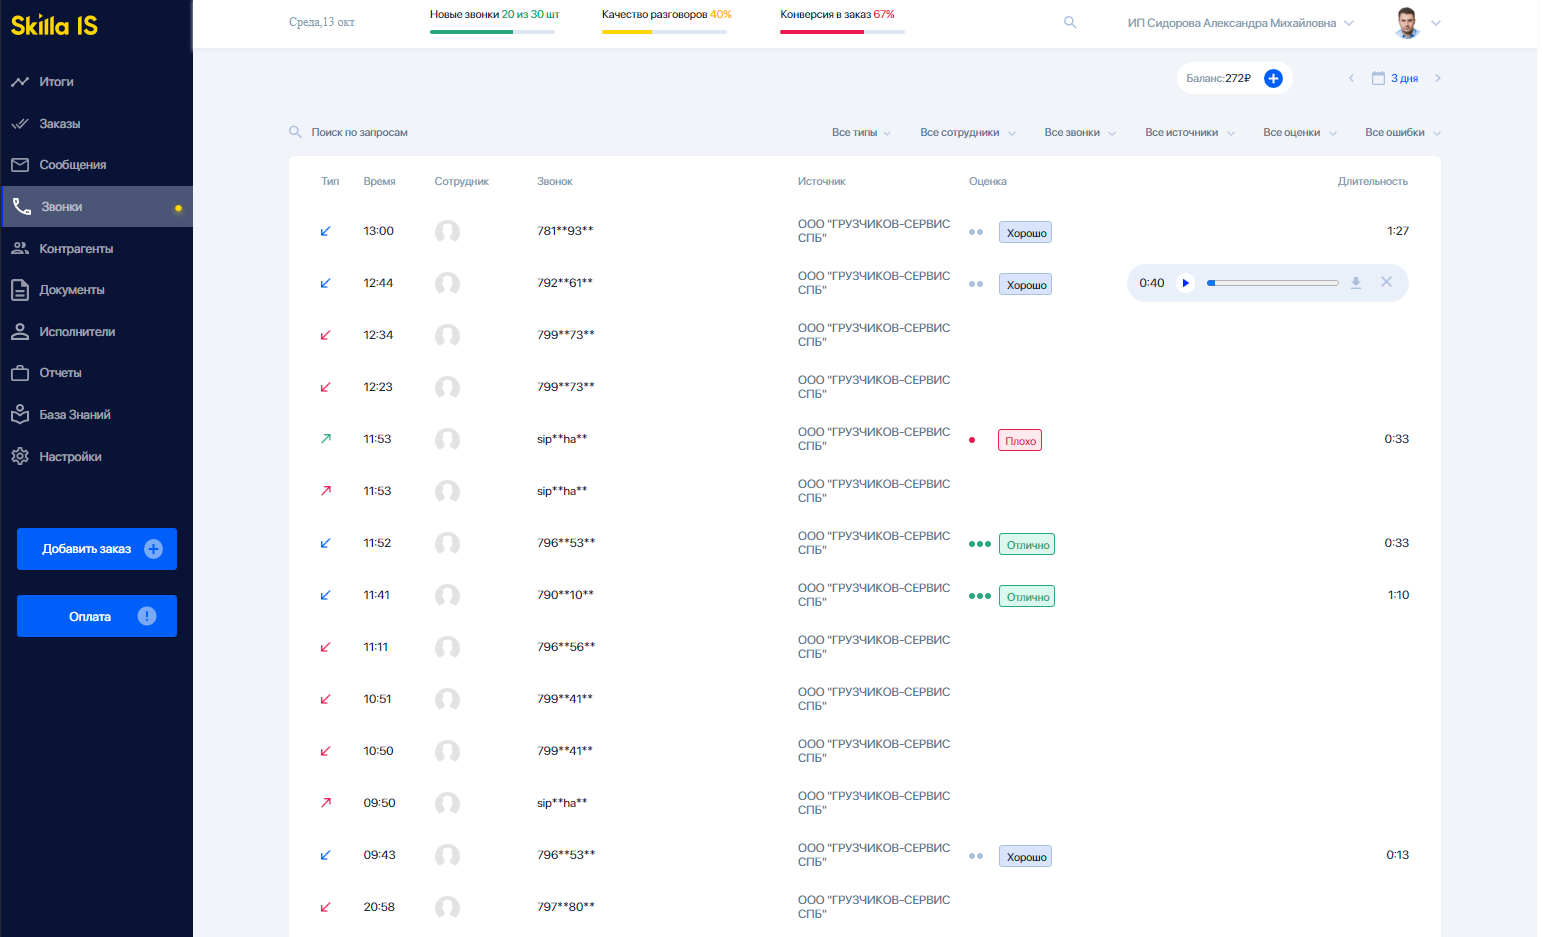 Skilla IS
Среда,13 окт
Новые звонки 20 из 30 шт
Качество разговоров 40%
Конверсия в заказ 67%
ИП Сидорова Александра Михайловна
Итоги
Заказы
Сообщения
Звонки
Контрагенты
Документы
Исполнители
Отчеты
База Знаний
Настройки
Добавить заказ
Оплата
Баланс:272₽
3 дня
Поиск по запросам
Все типы
Все сотрудники
Все звонки
Все источники
Все оценки
Все ошибки
Тип Время Сотрудник Звонок Источник Оценка Длительность
13:00 781**93** ООО "ГРУЗЧИКОВ-СЕРВИС Хорошо 1:27
СПБ"
12:44 792**61** ООО "ГРУЗЧИКОВ-СЕРВИС Хорошо 0:40
СПБ"
12:34 799**73** ООО "ГРУЗЧИКОВ-СЕРВИС
СПБ"
12:23 799**73** ООО "ГРУЗЧИКОВ-СЕРВИС
СПБ"
11:53 sip**ha** ООО "ГРУЗЧИКОВ-СЕРВИС Плохо 0:33
СПБ"
11:53 sip**ha** ООО "ГРУЗЧИКОВ-СЕРВИС
СПБ"
11:52 796**53** ООО "ГРУЗЧИКОВ-СЕРВИС Отлично 0:33
СПБ"
11:41 790**10** ООО "ГРУЗЧИКОВ-СЕРВИС Отлично 1:10
СПБ"
11:11 796**56** ООО "ГРУЗЧИКОВ-СЕРВИС
СПБ"
10:51 799**41** ООО "ГРУЗЧИКОВ-СЕРВИС
СПБ"
10:50 799**41** ООО "ГРУЗЧИКОВ-СЕРВИС
СПБ"
09:50 sip**ha** ООО "ГРУЗЧИКОВ-СЕРВИС
СПБ"
09:43 796**53** ООО "ГРУЗЧИКОВ-СЕРВИС Хорошо 0:13
СПБ"
20:58 797**80** ООО "ГРУЗЧИКОВ-СЕРВИС
СПБ"